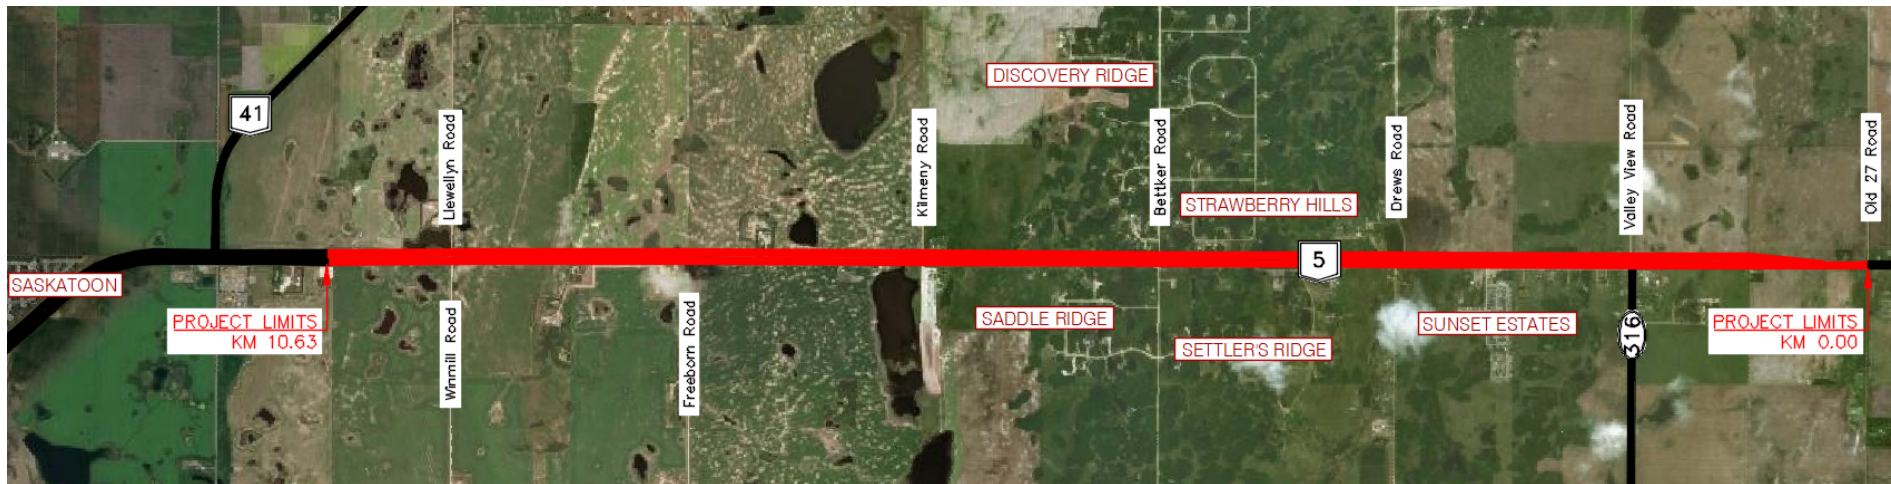 41
Llewellyn Road
Kilmeny Road
DISCOVERY RIDGE
Bettker Road
STRAWBERRY HILLS
Drews Road
Valley View Road
Old 27 Road
SASKATOON
PROJECT LIMITS
KM 10.63
Winmill Road
Freeborn Road
SADDLE RIDGE
SETTLER'S RIDGE
5
SUNSET ESTATES
316
PROJECT LIMITS
KM 0.00